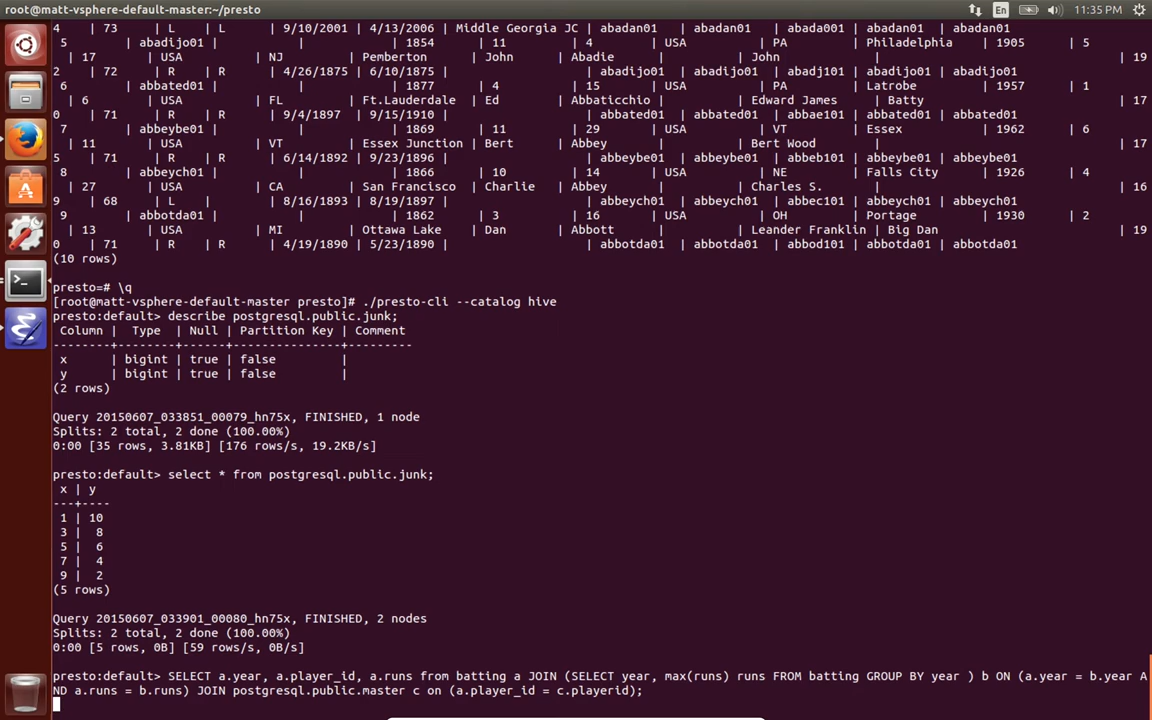 root@matt-vsphere-default-master:~/presto
En
11:35 PM
4      | 73   | L      | L      | 9/10/2001 | 4/13/2006 | Middle Georgia JC | abadan01  | abada001 | abadan01  | abadan01
5      | abadijo01 |           | 1854   | 11     | 4      | USA      | PA      | Philadelphia | 1905    | 5
| 17     | USA      | NJ      | Pemberton     | John     | Abadie     |      | John      |      | 19
2      | 72   | R      | R      | 4/26/1875 | 6/10/1875 |      | abadijo01 | abadijo01 | abadj101 | abadijo01
6      | abbated01 |           | 1877   | 4      | 15     | USA      | PA      | Latrobe      | 1957    | 1
| 6      | USA      | FL      | Ft.Lauderdale | Ed       | Abbaticchio |      | Edward James      | Batty      | 17
0      | 71   | R      | R      | 9/4/1897  | 9/15/1910 |      | abbated01 | abbae101 | abbated01 | abbated01
7      | abbeybe01 |           | 1869   | 11     | 29     | USA      | VT      | Essex        | 1962    | 6
| 11     | USA      | VT      | Essex Junction | Bert    | Abbey      |      | Bert Wood      |      | 17
5      | 71   | R      | R      | 6/14/1892 | 9/23/1896 |      | abbeybe01 | abbeybe01 | abbeb101 | abbeybe01
8      | abbeych01 |           | 1866   | 10     | 14     | USA      | NE      | Falls City   | 1926    | 4
| 27     | USA      | CA      | San Francisco | Charlie  | Abbey      |      | Charles S.      |      | 16
9      | 68   | L      |        | 8/16/1893 | 8/19/1897 |      | abbeych01 | abbec101 | abbeych01 | abbeych01
9      | abbotda01 |           | 1862   | 3      | 16     | USA      | OH      | Portage      | 1930    | 2
| 13     | USA      | MI      | Ottawa Lake   | Dan      | Abbott     |      | Leander Franklin | Big Dan      | 19
0      | 71   | R      | R      | 4/19/1890 | 5/23/1890 |      | abbotda01 | abbotda01 | abbod101 | abbotda01 | abbotda01
(10 rows)
presto=# \q
[root@matt-vsphere-default-master presto]# ./presto-cli --catalog hive
presto:default> describe postgresql.public.junk;
Column |  Type  | Null | Partition Key | Comment
--------+--------+------+---------------+---------
x      | bigint | true | false         |
y      | bigint | true | false         |
(2 rows)
Query 20150607_033851_00079_hn75x, FINISHED, 1 node
Splits: 2 total, 2 done (100.00%)
0:00 [35 rows, 3.81KB] [176 rows/s, 19.2KB/s]
presto:default> select * from postgresql.public.junk;
x | y
---+----
1 | 10
3 |  8
5 |  6
7 |  4
9 |  2
(5 rows)
Query 20150607_033901_00080_hn75x, FINISHED, 2 nodes
Splits: 2 total, 2 done (100.00%)
0:00 [5 rows, 0B] [59 rows/s, 0B/s]
presto:default> SELECT a.year, a.player_id, a.runs from batting a JOIN (SELECT year, max(runs) runs FROM batting GROUP BY year ) b ON (a.year = b.year A
ND a.runs = b.runs) JOIN postgresql.public.master c on (a.player_id = c.playerid);